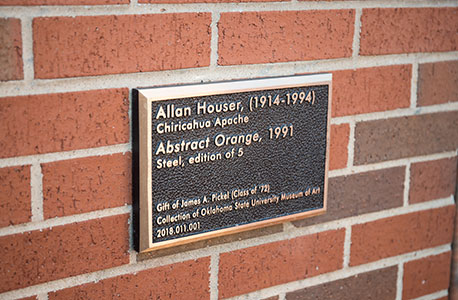 Allan Houser, (1914-1994)
Chiricahua Apache
Abstract Orange, 1991
Steel, edition of 5
Gift of James A. Pickel (Class of '72)
Collection of Oklahoma State University Museum of Art
2018.011.001